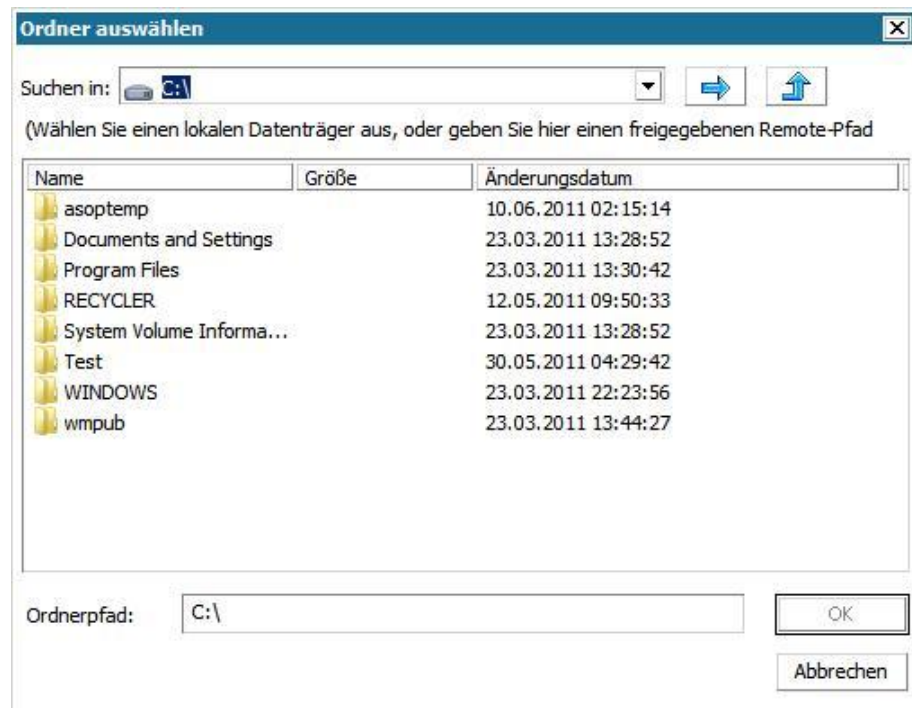 Ordner auswählen
Suchen in: C:\
(Wählen Sie einen lokalen Datenträger aus, oder geben Sie hier einen freigegebenen Remote-Pfad
Name Größe Änderungsdatum
asoptemp 10.06.2011 02:15:14
Documents and Settings 23.03.2011 13:28:52
Program Files 23.03.2011 13:30:42
RECYCLER 12.05.2011 09:50:33
System Volume Informa... 23.03.2011 13:28:52
Test 30.05.2011 04:29:42
WINDOWS 23.03.2011 22:23:56
wmpub 23.03.2011 13:44:27
Ordnerpfad: C:\ OK
Abbrechen